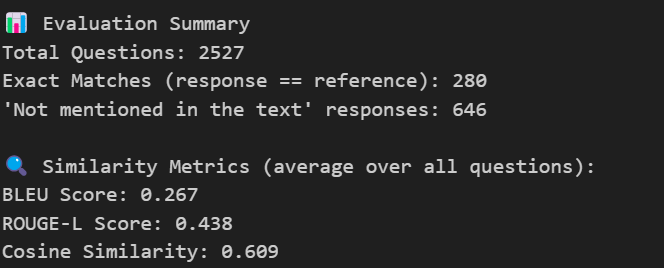 📊 Evaluation Summary
Total Questions: 2527
Exact Matches (response == reference): 280
'Not mentioned in the text' responses: 646
🔍 Similarity Metrics (average over all questions):
BLEU Score: 0.267
ROUGE-L Score: 0.438
Cosine Similarity: 0.609